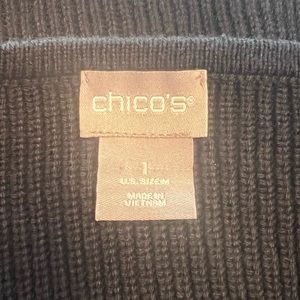 chico's®
1
U.S. SIZE M
MADE IN
VIETNAM